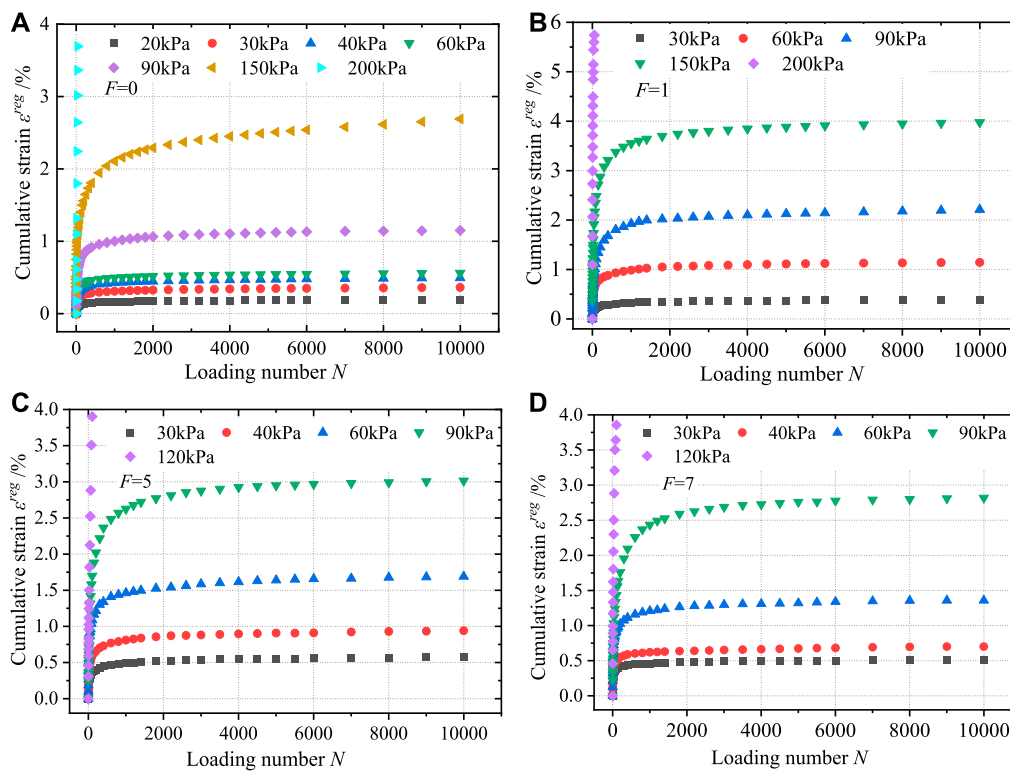 A
Cumulative strain ε^reg /%
4
3
2
1
0
20kPa 30kPa 40kPa 60kPa
90kPa 150kPa 200kPa
F=0
0 2000 4000 6000 8000 10000
Loading number N
B
Cumulative strain ε^reg /%
6
5
4
3
2
1
0
30kPa 60kPa 90kPa
150kPa 200kPa
F=1
0 2000 4000 6000 8000 10000
Loading number N
C
Cumulative strain ε^reg /%
4.0
3.5
3.0
2.5
2.0
1.5
1.0
0.5
0.0
30kPa 40kPa 60kPa 90kPa
120kPa
F=5
0 2000 4000 6000 8000 10000
Loading number N
D
Cumulative strain ε^reg /%
4.0
3.5
3.0
2.5
2.0
1.5
1.0
0.5
0.0
30kPa 40kPa 60kPa 90kPa
120kPa
F=7
0 2000 4000 6000 8000 10000
Loading number N